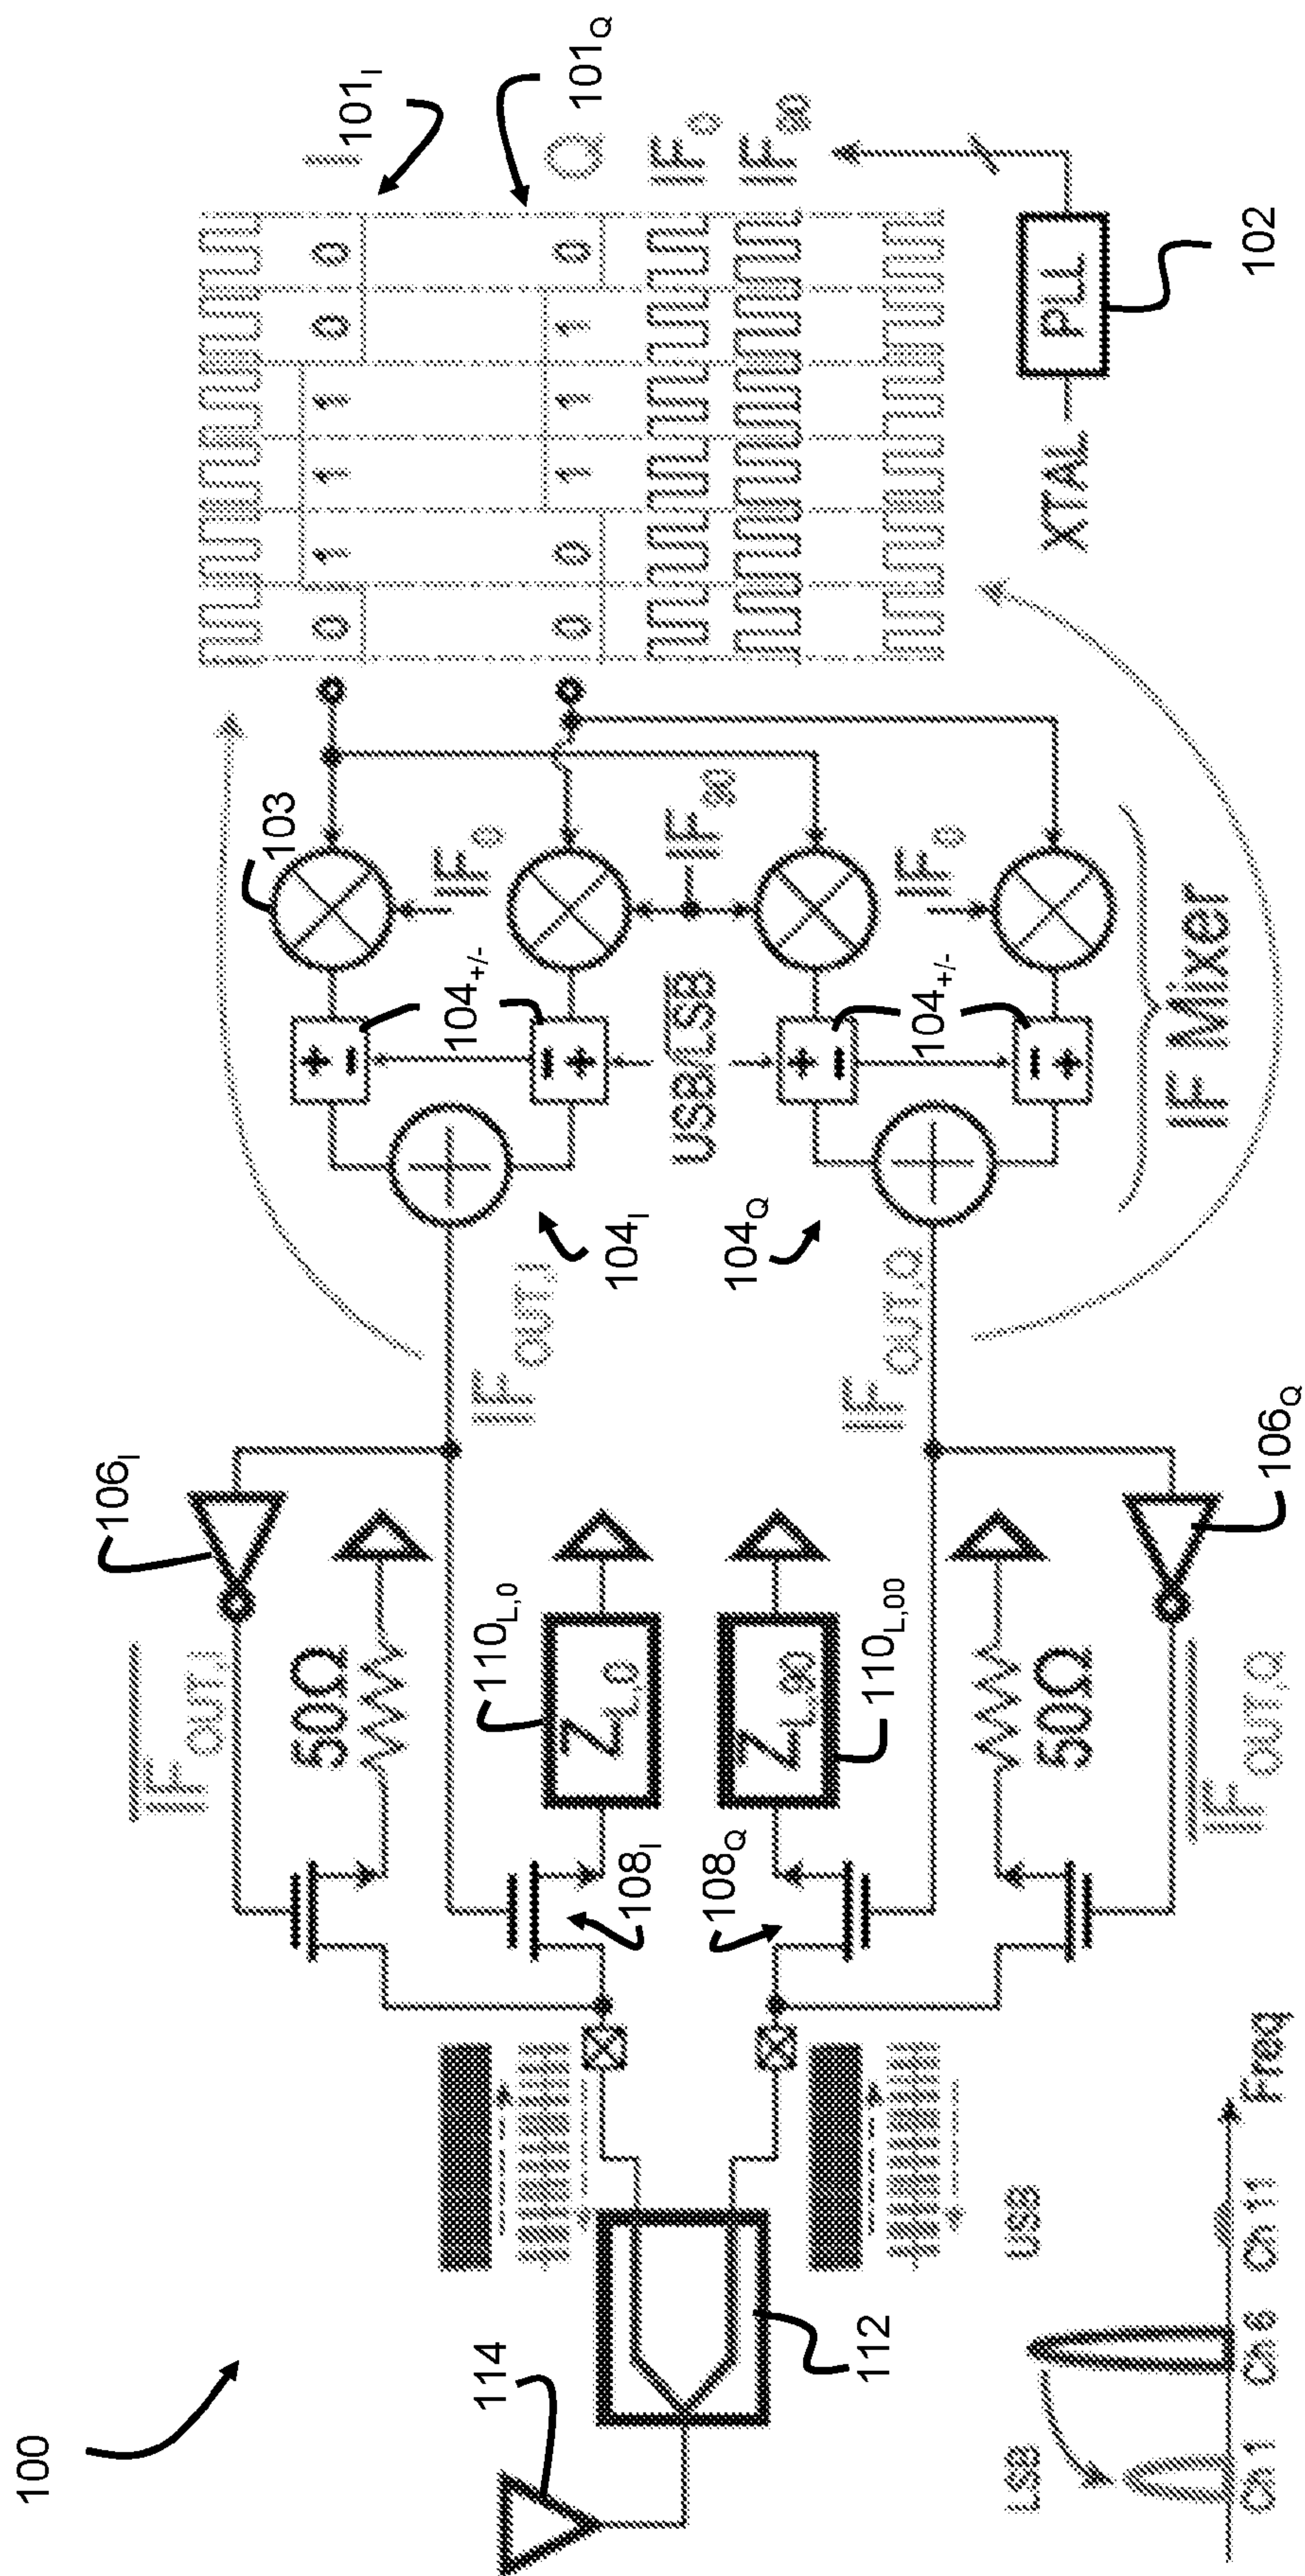 100
114
112
106I
IFOUT,I
50Ω
108I
110L,0
ZL,0
108Q
ZL,90
110L,00
50Ω
IFOUT,Q
106Q
LSB
USB
Ch 1
Ch 6
Ch 11
Freq
IFOUT,I
IFOUT,Q
104I
104Q
+ -
- +
104+/-
USB/LSB
+ -
- +
104+/-
103
IF0
IF90
IF0
IF Mixer
0 1 1 1 0 0
I
101I
0 0 1 1 1 0
Q
101Q
IF0
IF90
XTAL
PLL
102